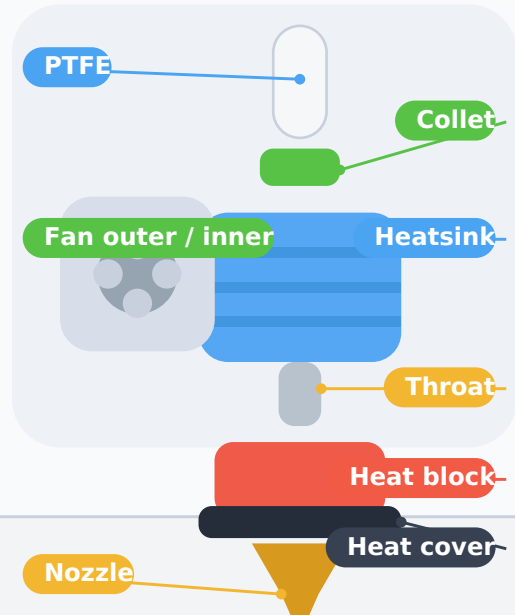 PTFE
Collet
Fan outer / inner
Heatsink
Throat
Heat block
Heat cover
Nozzle